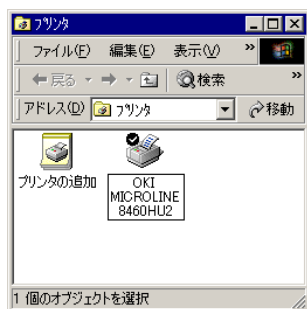 プリンタ
ファイル(F) 編集(E) 表示(V) »
戻る 検索 »
アドレス(D) プリンタ 移動
プリンタの追加
OKI
MICROLINE
8460HU2
1 個のオブジェクトを選択